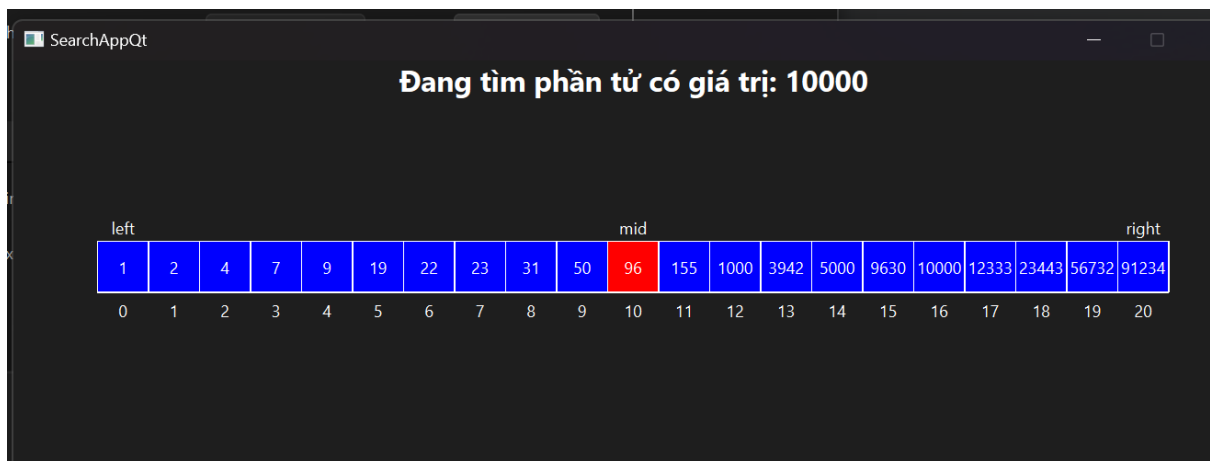 SearchAppQt
Đang tìm phần tử có giá trị: 10000
left mid right
1 2 4 7 9 19 22 23 31 50 96 155 1000 3942 5000 9630 10000 12333 23443 56732 91234
0 1 2 3 4 5 6 7 8 9 10 11 12 13 14 15 16 17 18 19 20